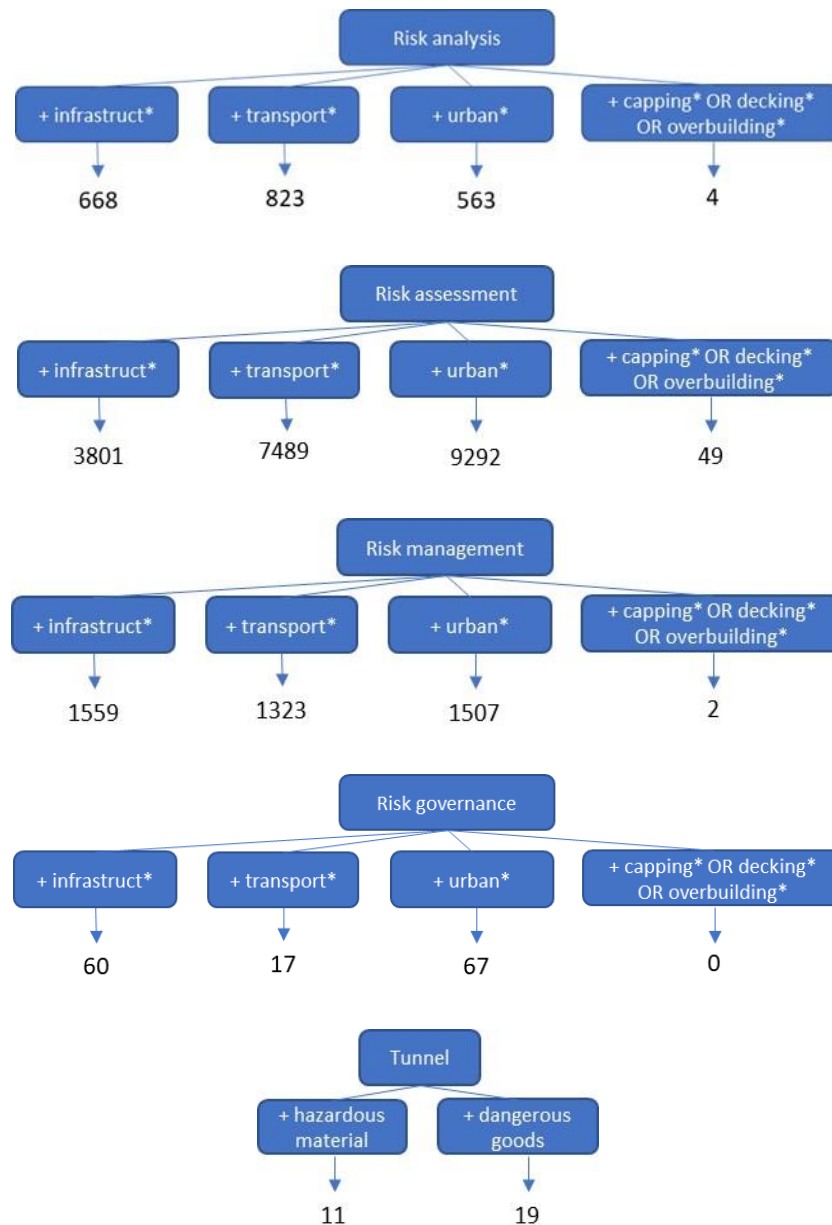 Risk analysis
+ infrastruct*
+ transport*
+ urban*
+ capping* OR decking*
OR overbuilding*
668
823
563
4
Risk assessment
+ infrastruct*
+ transport*
+ urban*
+ capping* OR decking*
OR overbuilding*
3801
7489
9292
49
Risk management
+ infrastruct*
+ transport*
+ urban*
+ capping* OR decking*
OR overbuilding*
1559
1323
1507
2
Risk governance
+ infrastruct*
+ transport*
+ urban*
+ capping* OR decking*
OR overbuilding*
60
17
67
0
Tunnel
+ hazardous
material
+ dangerous
goods
11
19